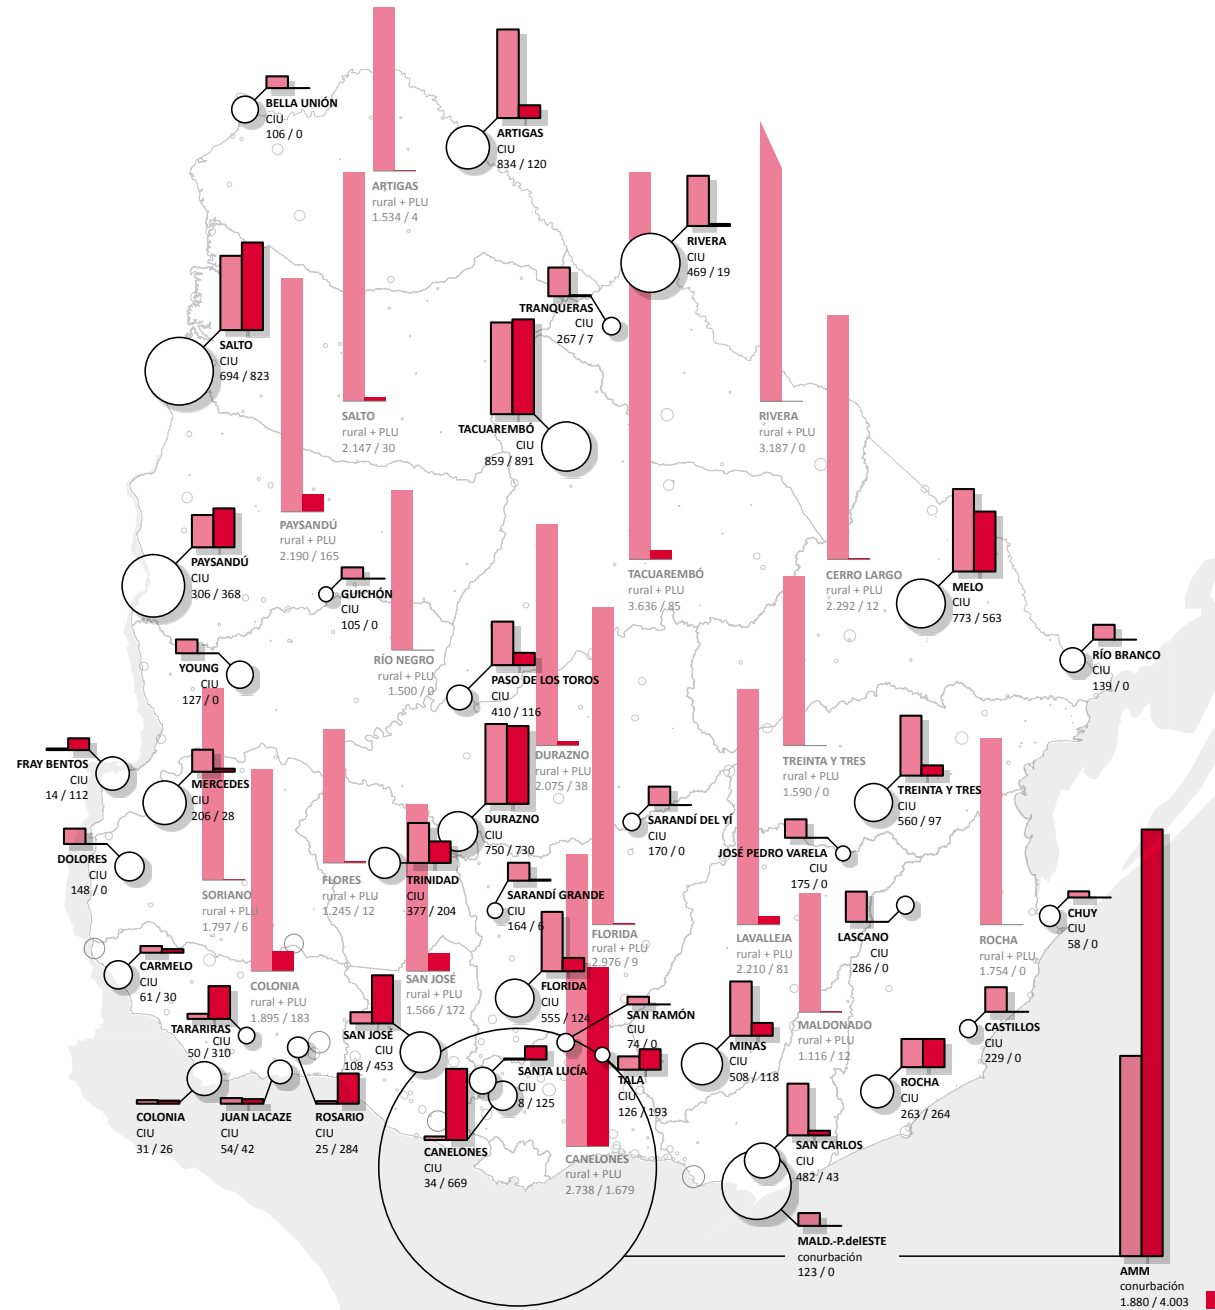 BELLA UNIÓN
CIU
106 / 0
ARTIGAS
CIU
834 / 120
ARTIGAS
rural + PLU
1.534 / 4
RIVERA
CIU
469 / 19
TRANQUERAS
CIU
267 / 7
SALTO
CIU
694 / 823
SALTO
rural + PLU
2.147 / 30
TACUAREMBÓ
CIU
859 / 891
RIVERA
rural + PLU
3.187 / 0
PAYSANDÚ
rural + PLU
2.190 / 165
PAYSANDÚ
CIU
306 / 368
GUICHÓN
CIU
105 / 0
TACUAREMBÓ
rural + PLU
3.636 / 85
CERRO LARGO
rural + PLU
2.292 / 12
MELO
CIU
773 / 563
RÍO BRANCO
CIU
139 / 0
YOUNG
CIU
127 / 0
RÍO NEGRO
rural + PLU
1.500 / 0
PASO DE LOS TOROS
CIU
410 / 116
DURAZNO
rural + PLU
2.075 / 38
TREINTA Y TRES
rural + PLU
1.590 / 0
FRAY BENTOS
CIU
14 / 112
MERCEDES
CIU
206 / 28
TREINTA Y TRES
CIU
560 / 97
DURAZNO
CIU
750 / 730
SARANDÍ DEL YÍ
CIU
170 / 0
JOSÉ PEDRO VARELA
CIU
175 / 0
DOLORES
CIU
148 / 0
SORIANO
rural + PLU
1.797 / 6
FLORES
rural + PLU
1.245 / 12
TRINIDAD
CIU
377 / 204
SARANDÍ GRANDE
CIU
164 / 6
CHUY
CIU
58 / 0
FLORIDA
rural + PLU
2.976 / 9
LAVALLEJA
rural + PLU
2.210 / 81
LASCANO
CIU
286 / 0
ROCHA
rural + PLU
1.754 / 0
CARMELO
CIU
61 / 30
COLONIA
rural + PLU
1.895 / 183
SAN JOSÉ
rural + PLU
1.566 / 172
FLORIDA
CIU
555 / 124
SAN RAMÓN
CIU
74 / 0
MALDONADO
rural + PLU
1.116 / 12
CASTILLOS
CIU
229 / 0
TARARIRAS
CIU
50 / 310
SAN JOSÉ
CIU
108 / 453
MINAS
CIU
508 / 118
SANTA LUCÍA
CIU
8 / 125
TALA
CIU
126 / 193
ROCHA
CIU
263 / 264
COLONIA
CIU
31 / 26
JUAN LACAZE
CIU
54/ 42
ROSARIO
CIU
25 / 284
CANELONES
CIU
34 / 669
CANELONES
rural + PLU
2.738 / 1.679
SAN CARLOS
CIU
482 / 43
MALD.-P.delESTE
conurbación
123 / 0
AMM
conurbación
1.880 / 4.003